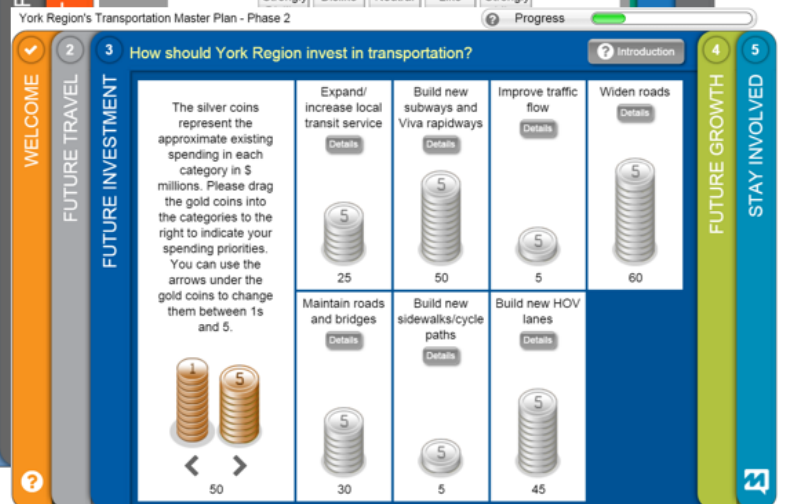 York Region's Transportation Master Plan - Phase 2
? Progress
WELCOME
?
2
FUTURE TRAVEL
3
FUTURE INVESTMENT
How should York Region invest in transportation?
? Introduction
The silver coins
represent the
approximate existing
spending in each
category in $
millions. Please drag
the gold coins into
the categories to the
right to indicate your
spending priorities.
You can use the
arrows under the
gold coins to change
them between 1s
and 5.
1
5
50
Expand/
increase local
transit service
Details
5
25
Build new
subways and
Viva rapidways
Details
5
50
Improve traffic
flow
Details
5
5
Widen roads
Details
5
60
Maintain roads
and bridges
Details
5
30
Build new
sidewalks/cycle
paths
Details
5
5
Build new HOV
lanes
Details
5
45
4
FUTURE GROWTH
5
STAY INVOLVED